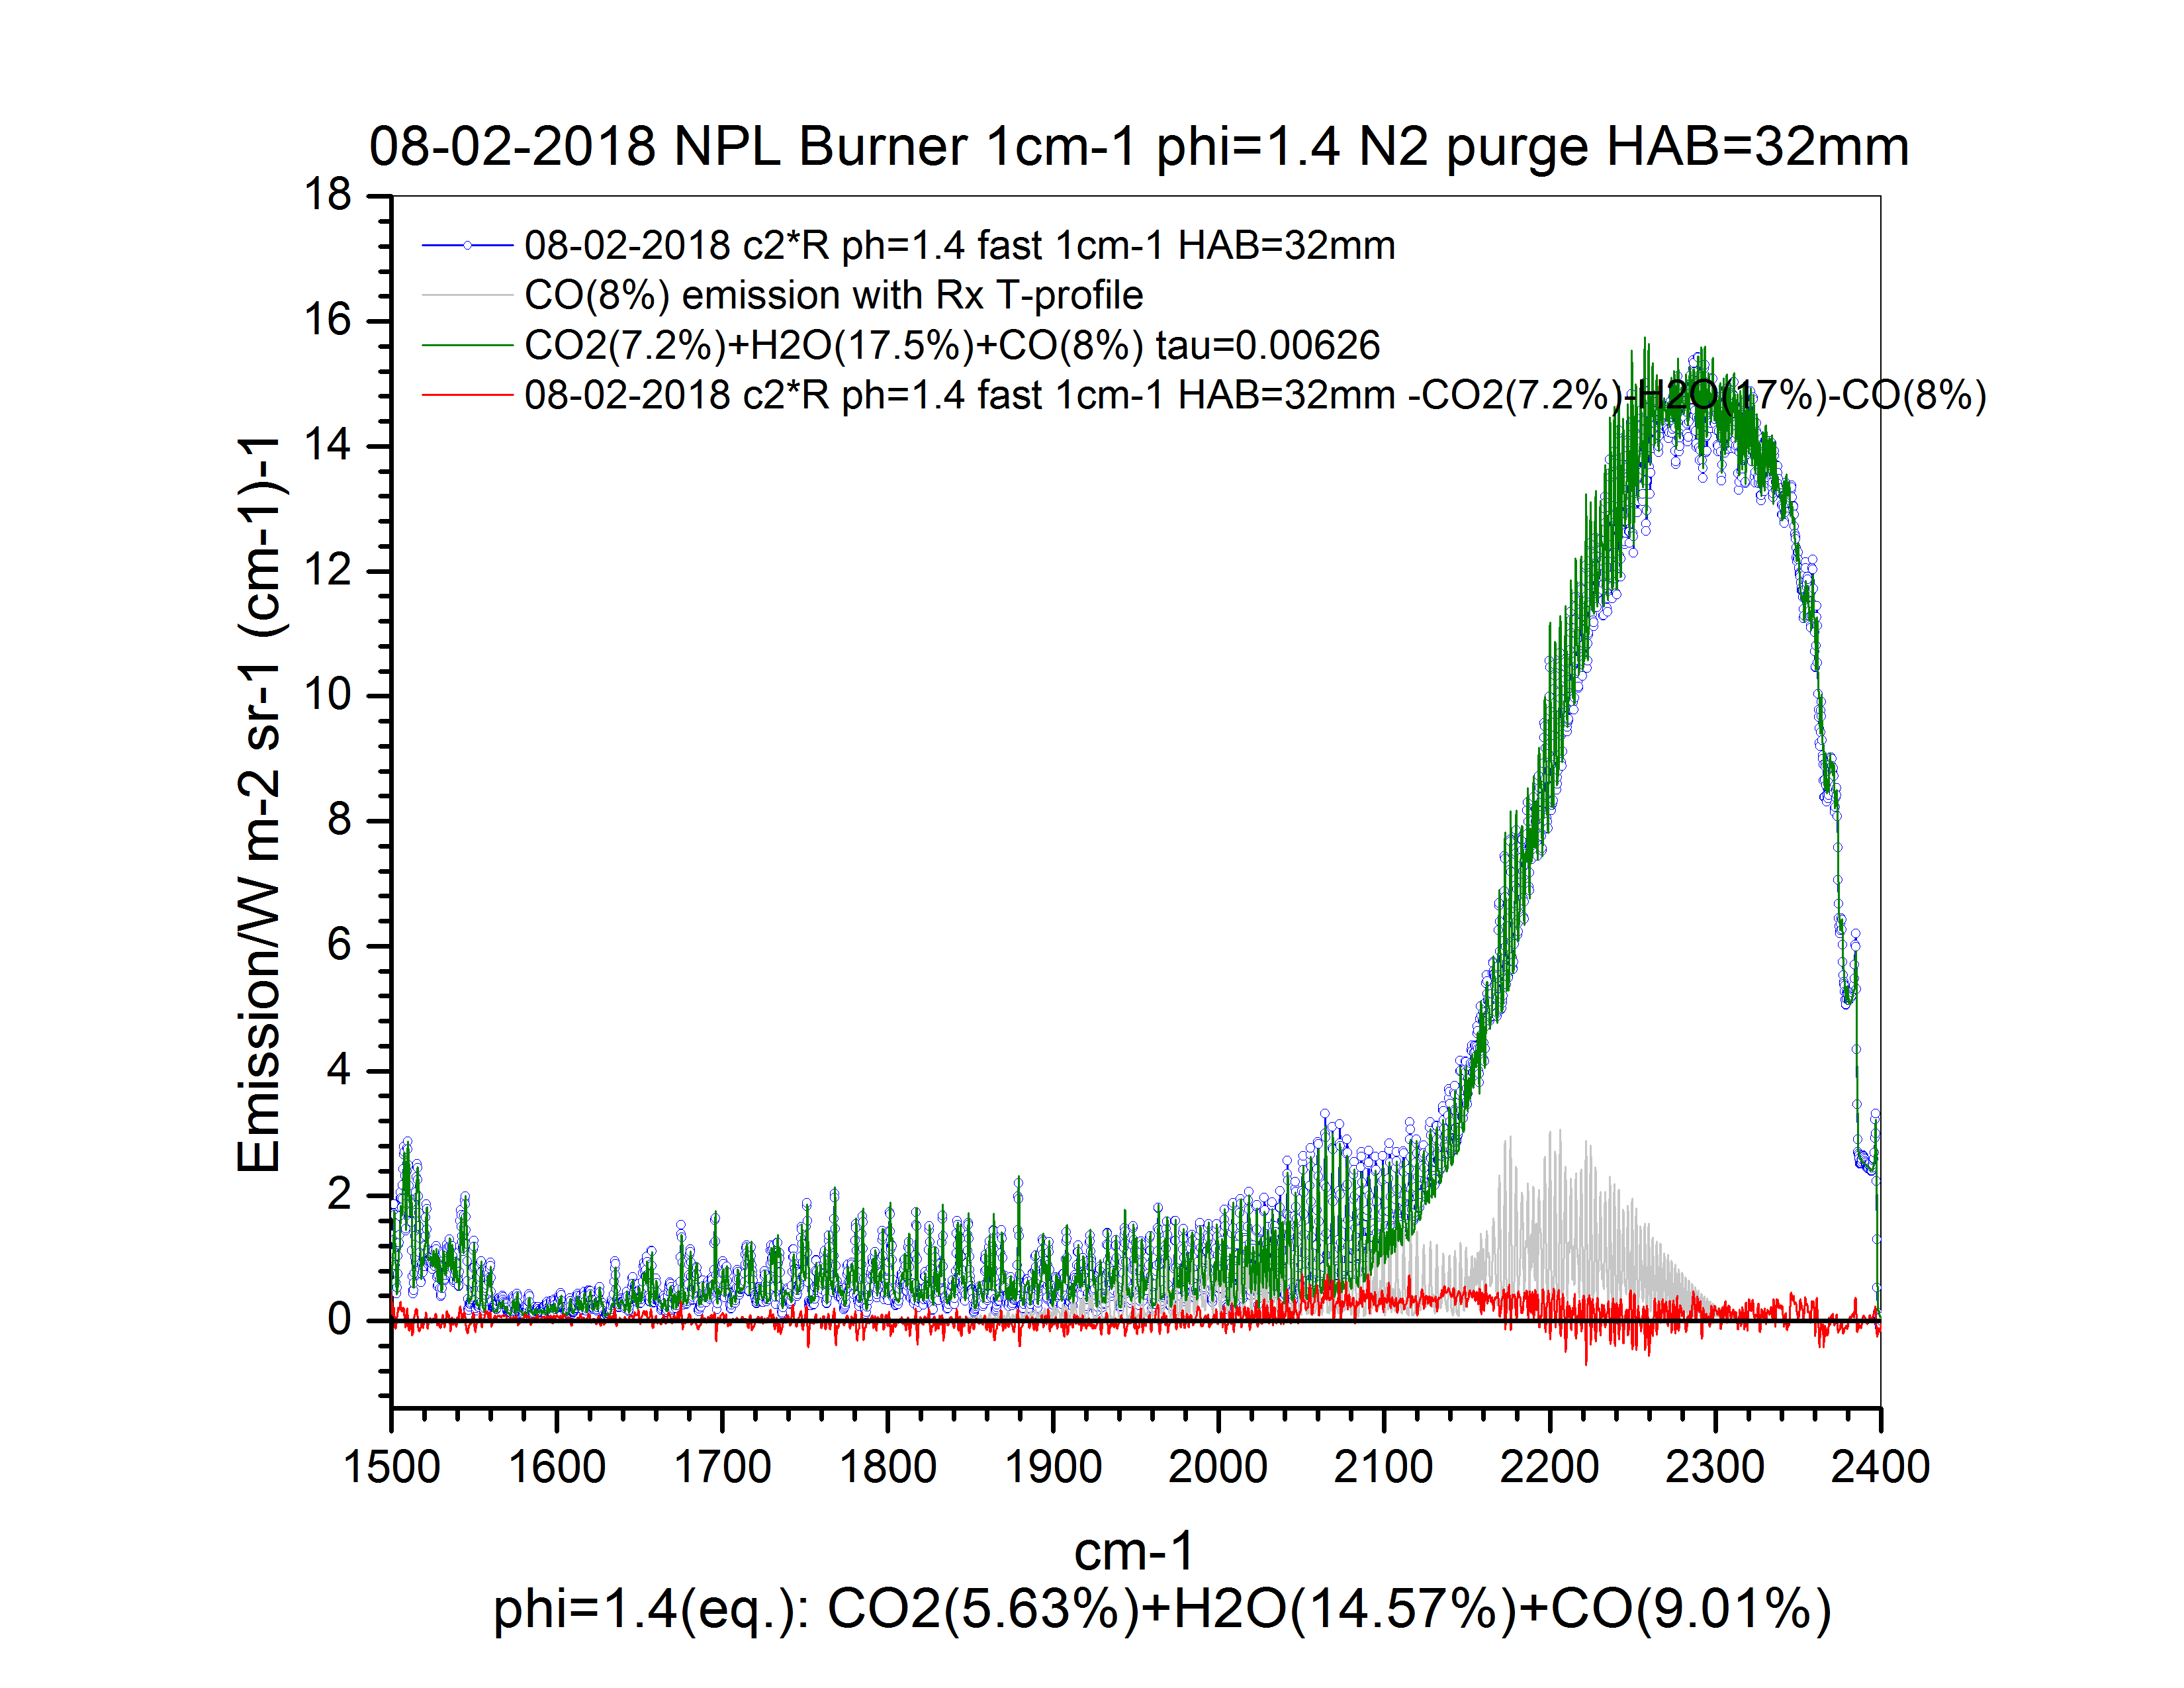 08-02-2018 NPL Burner 1cm-1 phi=1.4 N2 purge HAB=32mm
18
16
14
12
10
8
6
4
2
0
Emission/W m-2 sr-1 (cm-1)-1
08-02-2018 c2*R ph=1.4 fast 1cm-1 HAB=32mm
CO(8%) emission with Rx T-profile
CO2(7.2%)+H2O(17.5%)+CO(8%) tau=0.00626
08-02-2018 c2*R ph=1.4 fast 1cm-1 HAB=32mm -CO2(7.2%)-H2O(17%)-CO(8%)
1500 1600 1700 1800 1900 2000 2100 2200 2300 2400
cm-1
phi=1.4(eq.): CO2(5.63%)+H2O(14.57%)+CO(9.01%)